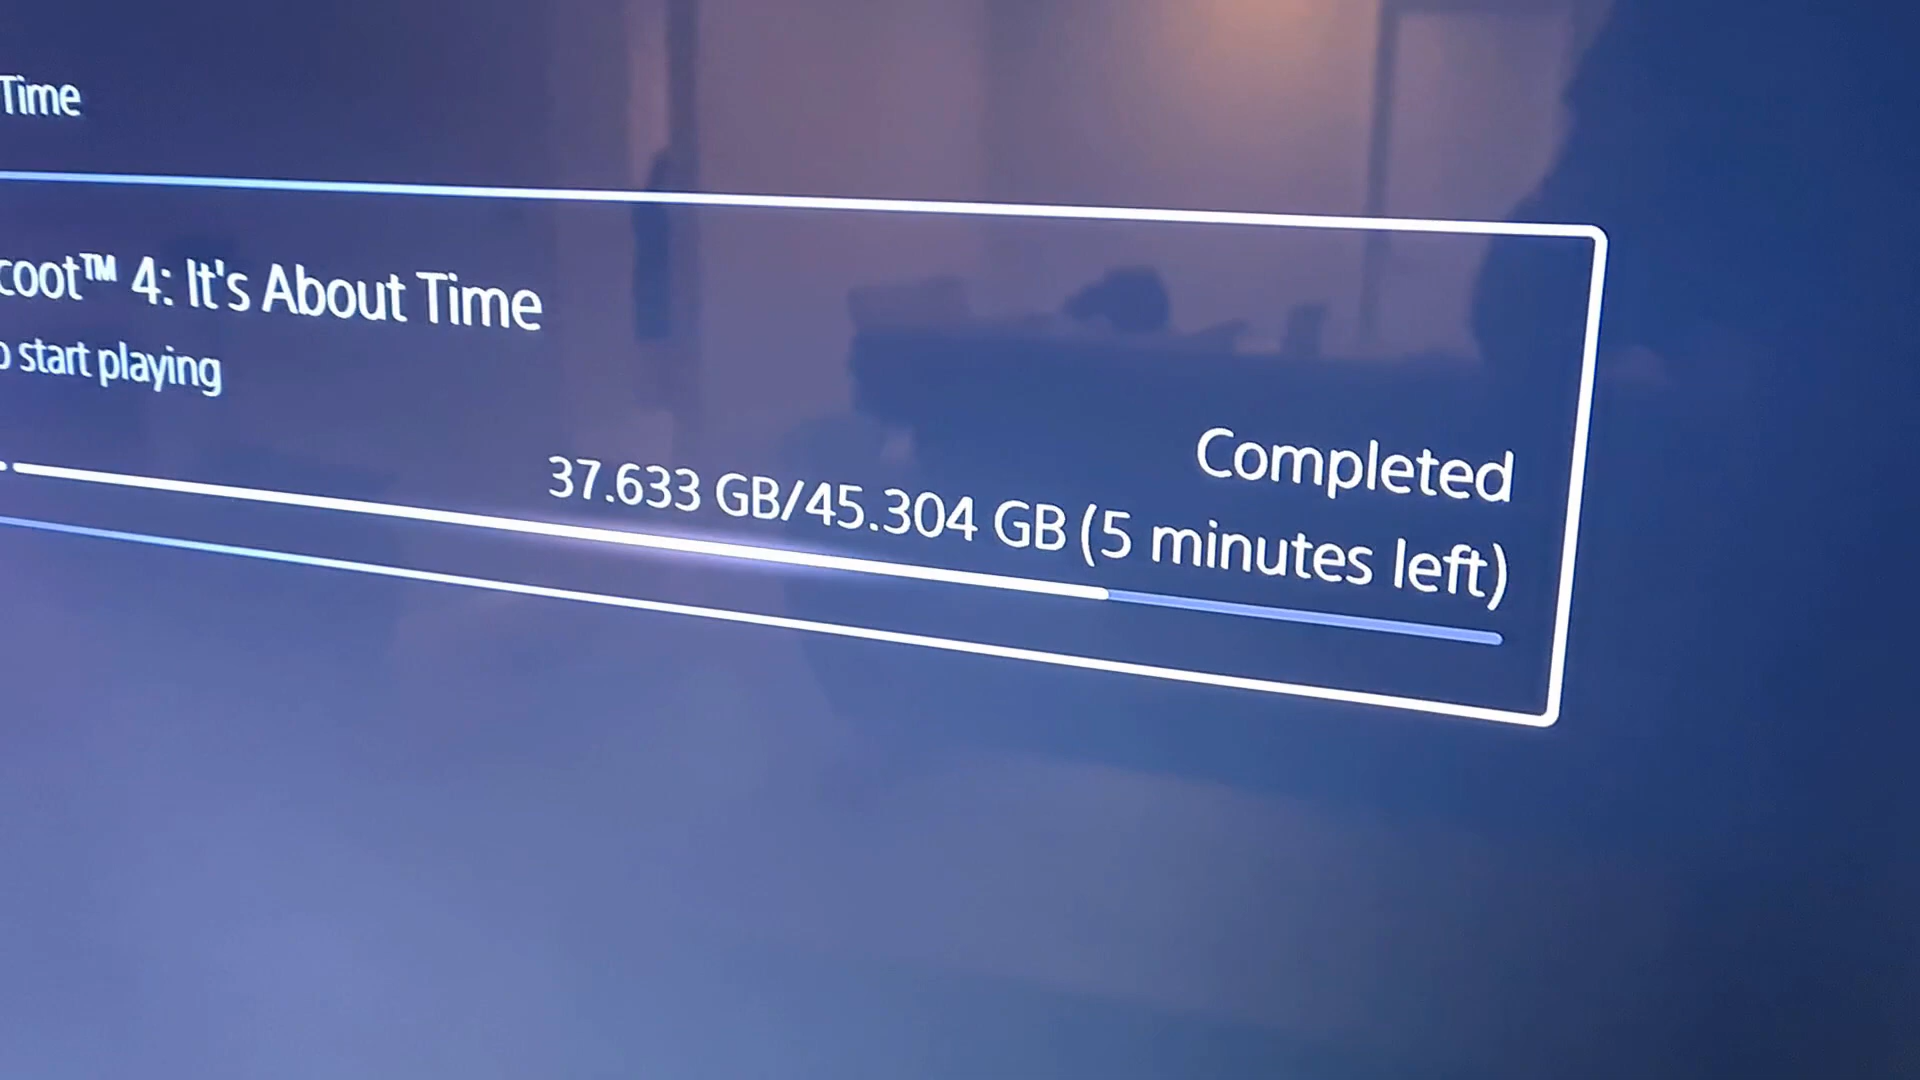 Time
coot™ 4: It's About Time
start playing
Completed
37.633 GB/45.304 GB (5 minutes left)